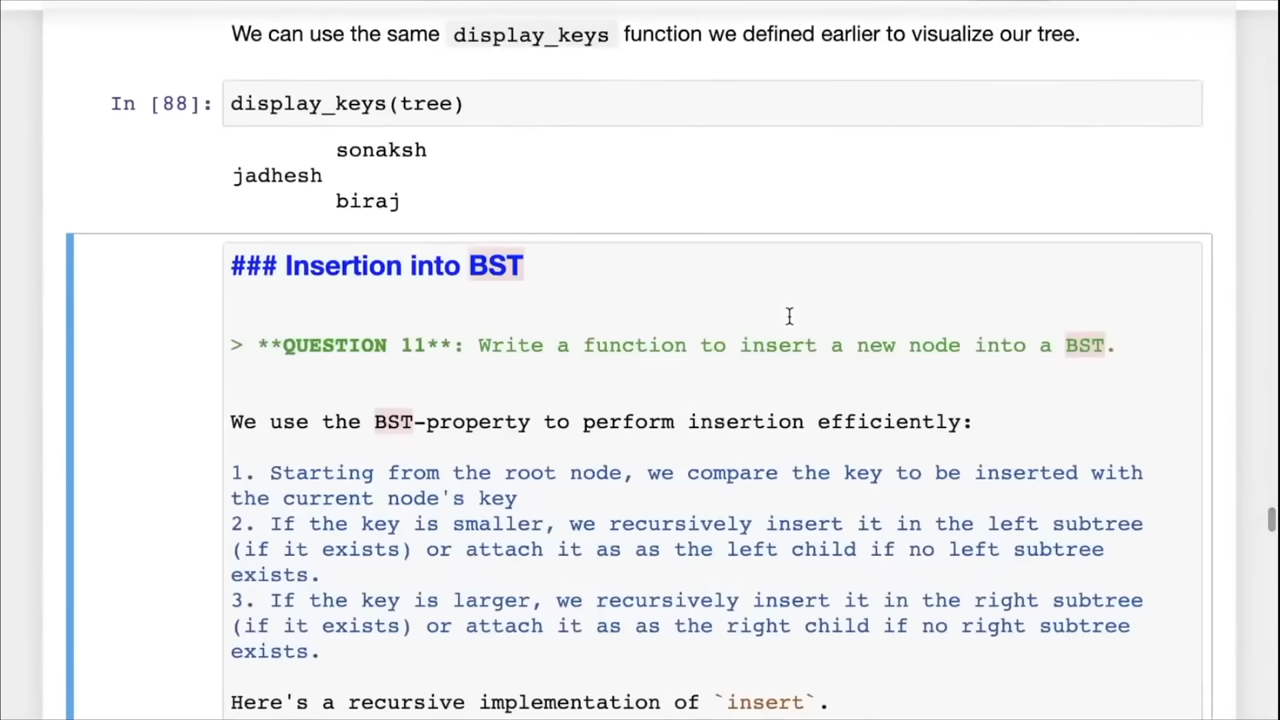 We can use the same display_keys function we defined earlier to visualize our tree.
In [88]: display_keys(tree)
sonaksh
jadhesh
biraj
### Insertion into BST
> **QUESTION 11**: Write a function to insert a new node into a BST.
We use the BST-property to perform insertion efficiently:
1. Starting from the root node, we compare the key to be inserted with
the current node's key
2. If the key is smaller, we recursively insert it in the left subtree
(if it exists) or attach it as as the left child if no left subtree
exists.
3. If the key is larger, we recursively insert it in the right subtree
(if it exists) or attach it as as the right child if no right subtree
exists.
Here's a recursive implementation of `insert`.